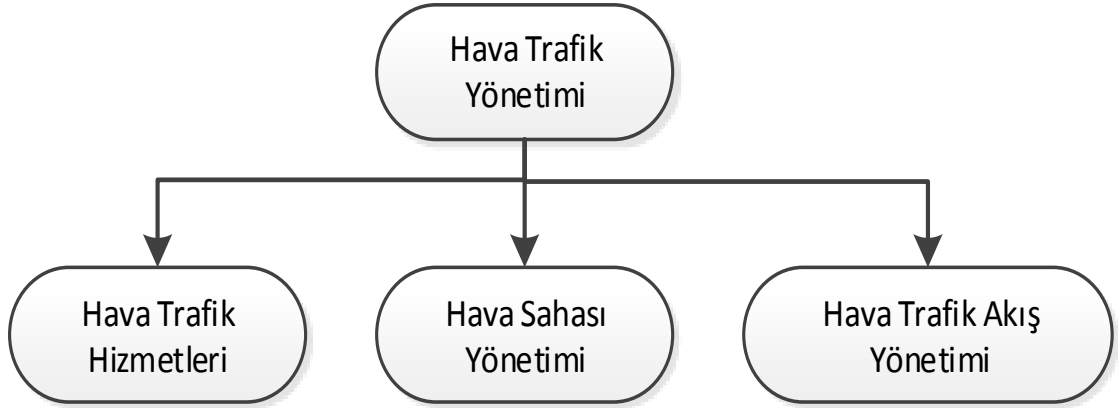 Hava Trafik
Yönetimi
Hava Trafik
Hizmetleri
Hava Sahası
Yönetimi
Hava Trafik Akış
Yönetimi